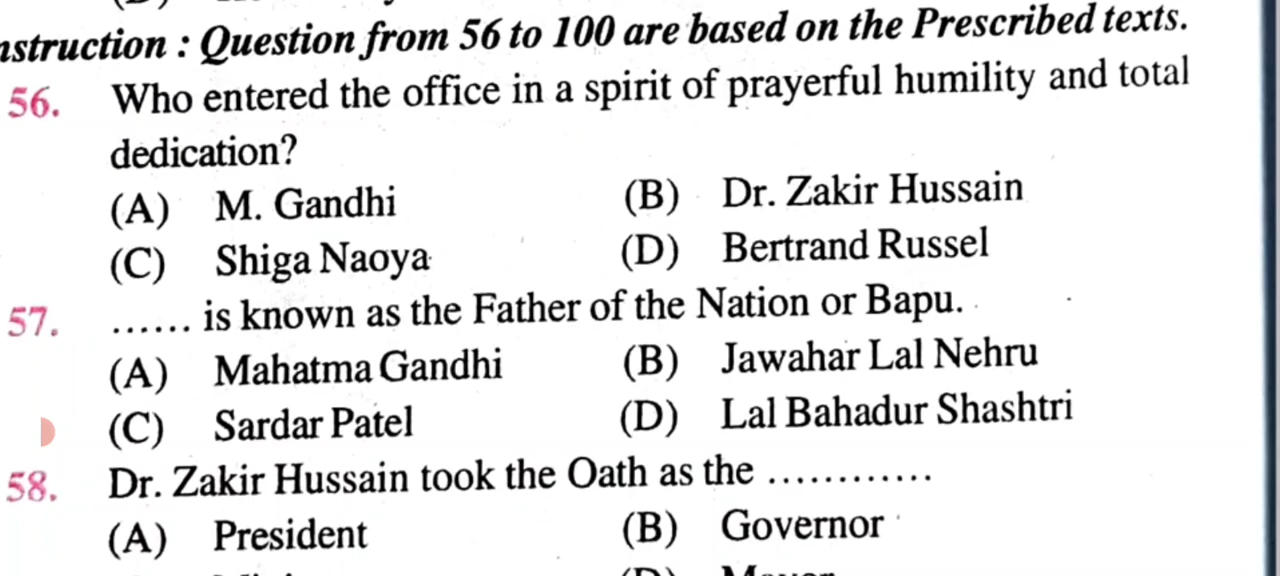 nstruction : Question from 56 to 100 are based on the Prescribed texts.
56. Who entered the office in a spirit of prayerful humility and total
dedication?
(A) M. Gandhi (B) Dr. Zakir Hussain
(C) Shiga Naoya (D) Bertrand Russel
57. ...... is known as the Father of the Nation or Bapu.
(A) Mahatma Gandhi (B) Jawahar Lal Nehru
(C) Sardar Patel (D) Lal Bahadur Shashtri
58. Dr. Zakir Hussain took the Oath as the ............
(A) President (B) Governor